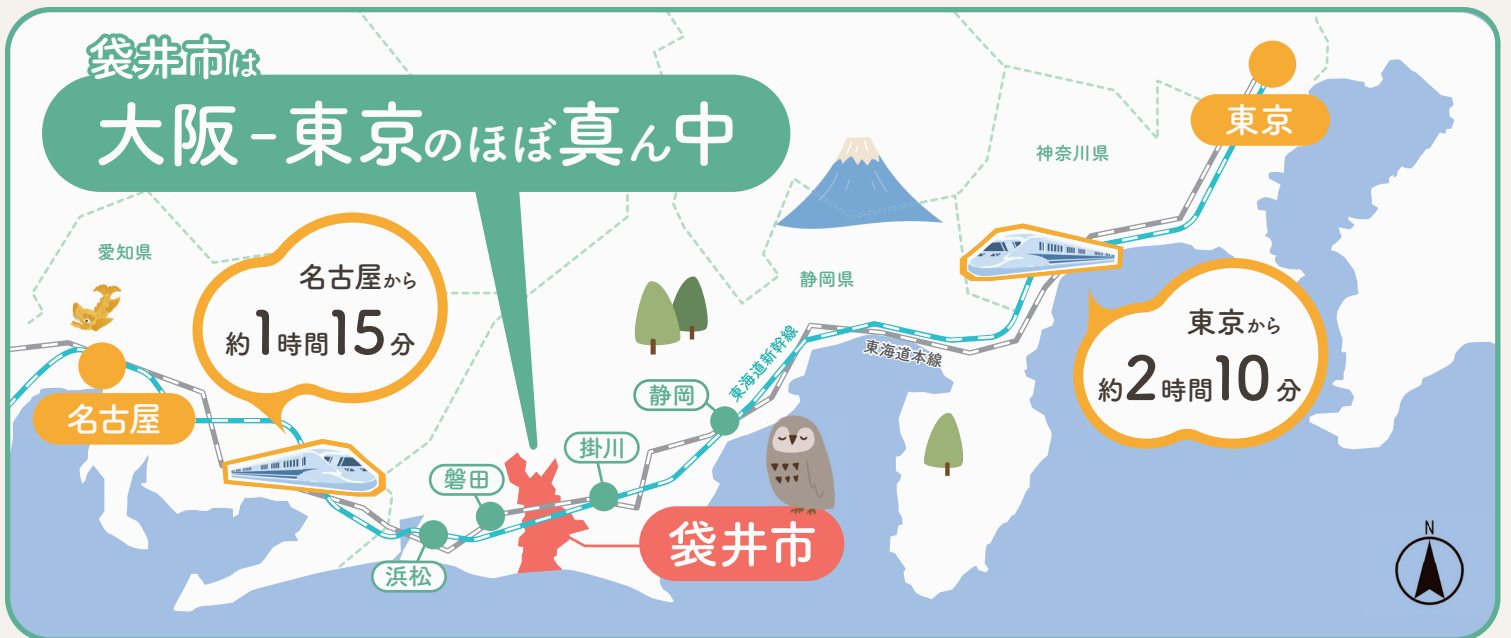 袋井市は
大阪-東京のほぼ真ん中
愛知県
名古屋から
約1時間15分
名古屋
浜松
磐田
掛川
静岡
袋井市
静岡県
東海道新幹線
東海道本線
神奈川県
東京
東京から
約2時間10分
N